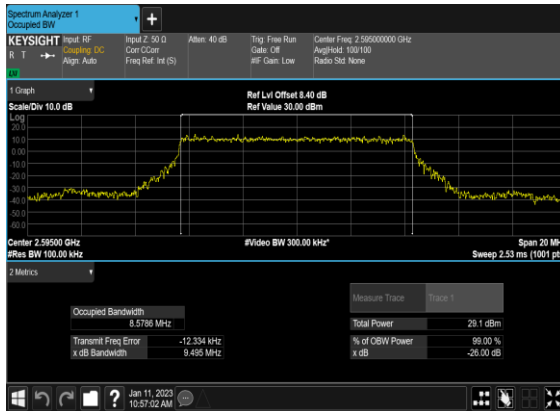 Spectrum Analyzer 1
Occupied BW
+
KEYSIGHT Input: RF Input Z: 50 Ω Atten: 40 dB Trig: Free Run Center Freq: 2.595000000 GHz
R T Coupling: DC Corr CCorr Gate: Off Avg|Hold: 100/100
Align: Auto Freq Ref: Int (S) #IF Gain: Low Radio Std: None
LXI
1 Graph
Scale/Div 10.0 dB Ref Lvl Offset 8.40 dB
Ref Value 30.00 dBm
Log
20.0
10.0
0.00
-10.0
-20.0
-30.0
-40.0
-50.0
-60.0
Center 2.59500 GHz #Video BW 300.00 kHz* Span 20 MH
#Res BW 100.00 kHz Sweep 2.53 ms (1001 pt
2 Metrics
Measure Trace Trace 1
Occupied Bandwidth
8.5786 MHz Total Power 29.1 dBm
Transmit Freq Error -12.334 kHz % of OBW Power 99.00 %
x dB Bandwidth 9.495 MHz x dB -26.00 dB
? Jan 11, 2023
10:57:02 AM